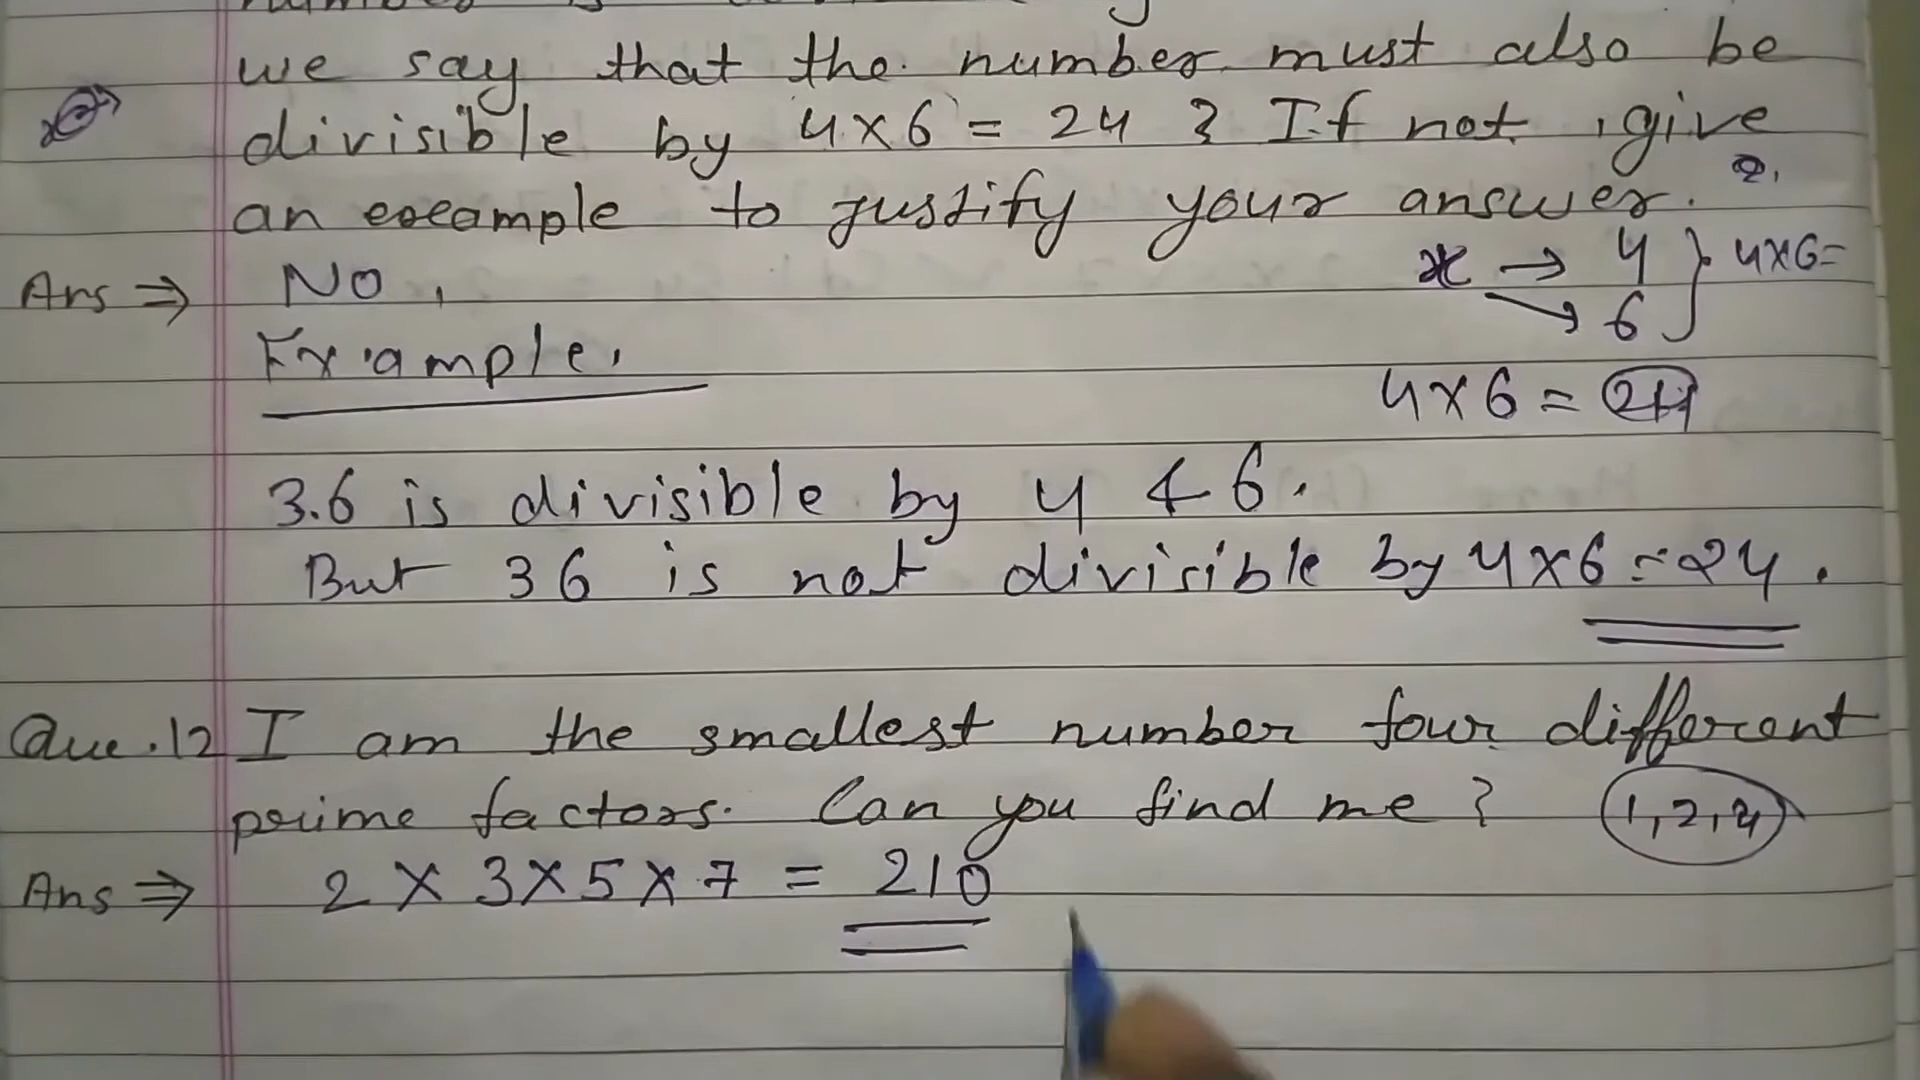 we say that the number must also be
divisible by 4×6 = 24 ? If not, give
an example to justify your answer.
Ans ⇒ No,
x → 4 } 4×6=
→ 6
Example.
4×6 = 24
3.6 is divisible by 4 & 6.
But 36 is not divisible by 4×6 = 24.
Que.12 I am the smallest number four different
prime factors. Can you find me ?
1,2,4
Ans ⇒ 2 × 3 × 5 × 7 = 210